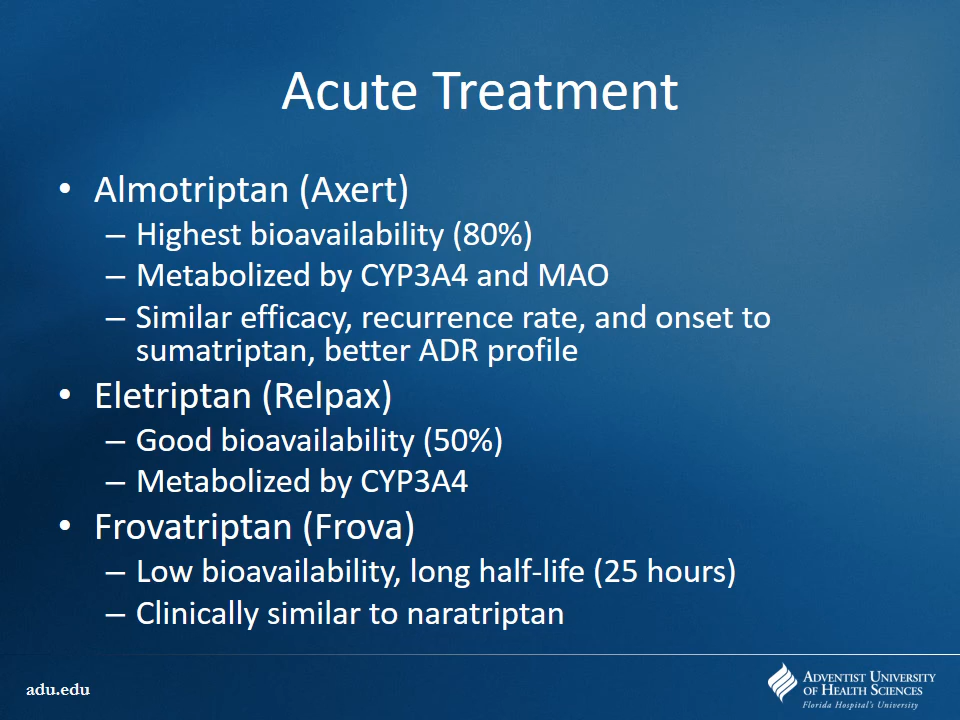 Acute Treatment
• Almotriptan (Axert)
– Highest bioavailability (80%)
– Metabolized by CYP3A4 and MAO
– Similar efficacy, recurrence rate, and onset to
sumatriptan, better ADR profile
• Eletriptan (Relpax)
– Good bioavailability (50%)
– Metabolized by CYP3A4
• Frovatriptan (Frova)
– Low bioavailability, long half-life (25 hours)
– Clinically similar to naratriptan
adu.edu
ADVENTIST UNIVERSITY
OF HEALTH SCIENCES
Florida Hospital's University